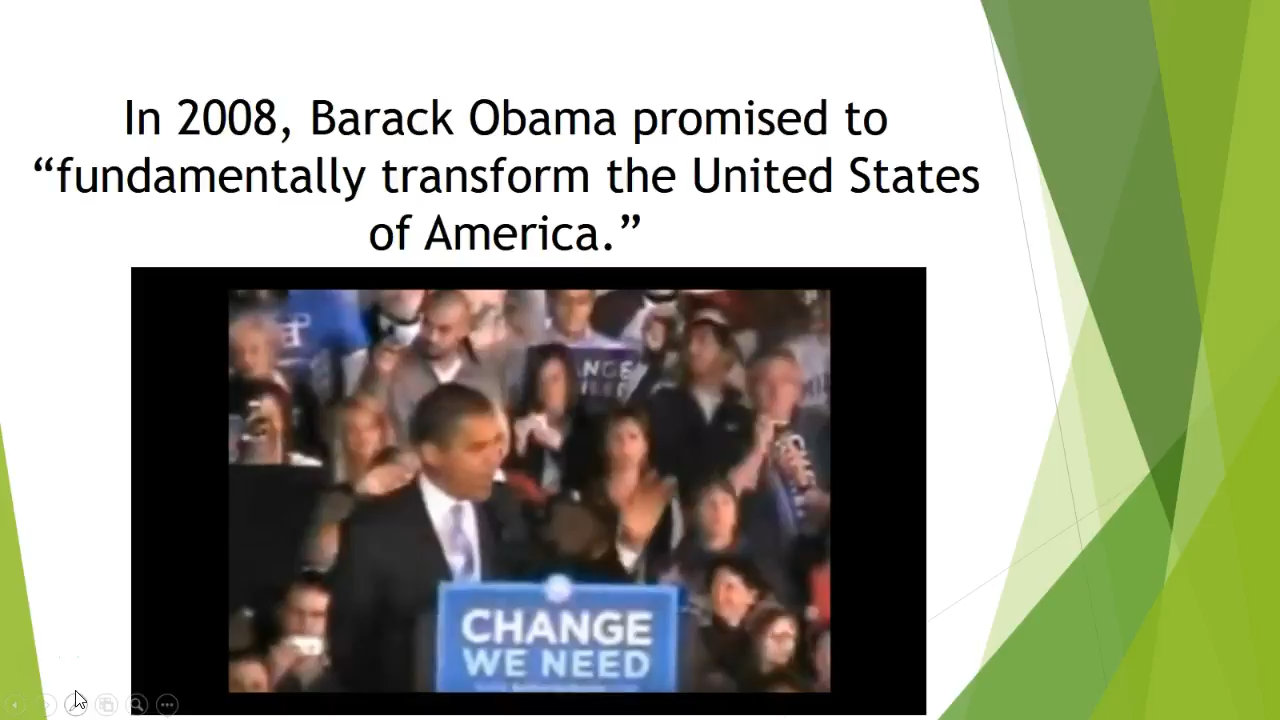 In 2008, Barack Obama promised to
“fundamentally transform the United States
of America.”
CHANGE
WE NEED